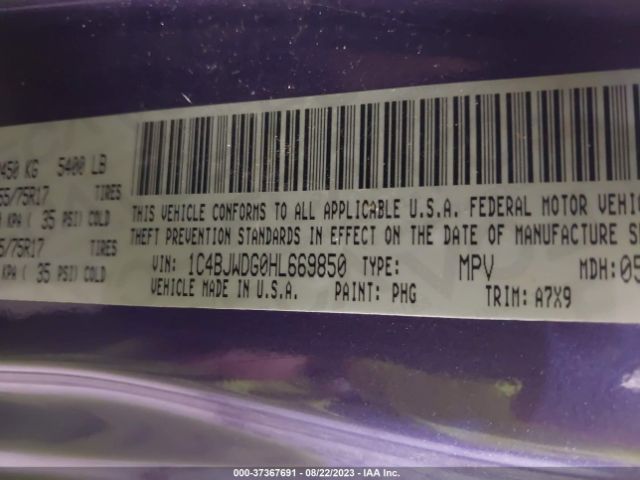 450 KG 5400 LB
55/75R17 TIRES
KPA ( 35 PSI) COLD
5/75R17 TIRES
KPA ( 35 PSI) COLD
THIS VEHICLE CONFORMS TO ALL APPLICABLE U.S.A. FEDERAL MOTOR VEHIC
THEFT PREVENTION STANDARDS IN EFFECT ON THE DATE OF MANUFACTURE S
VIN: 1C4BJWDG0HL669850 TYPE: MPV MDH:05
VEHICLE MADE IN U.S.A. PAINT: PHG TRIM: A7X9
000-37367691 - 08/22/2023 - IAA Inc.